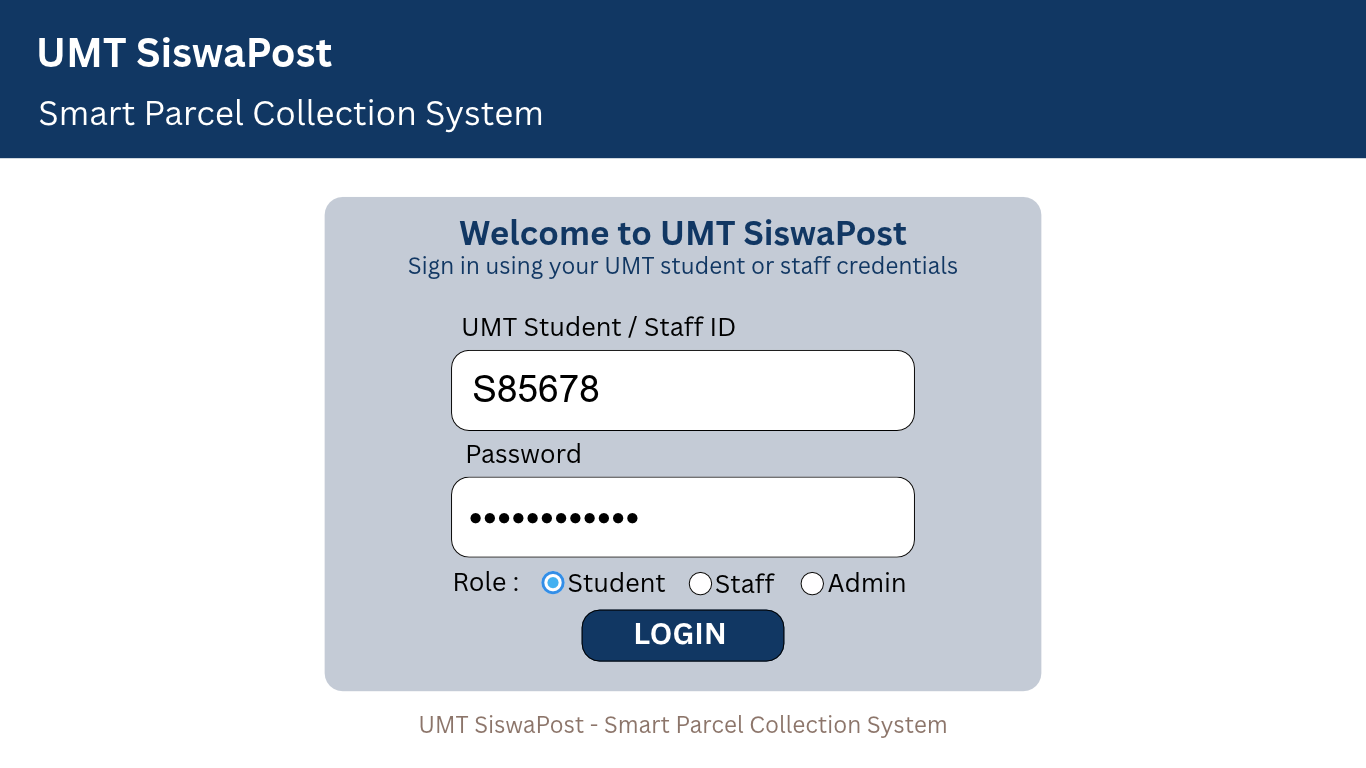 UMT SiswaPost
Smart Parcel Collection System
Welcome to UMT SiswaPost
Sign in using your UMT student or staff credentials
UMT Student / Staff ID
S85678
Password
••••••••••••
Role : Student Staff Admin
LOGIN
UMT SiswaPost - Smart Parcel Collection System